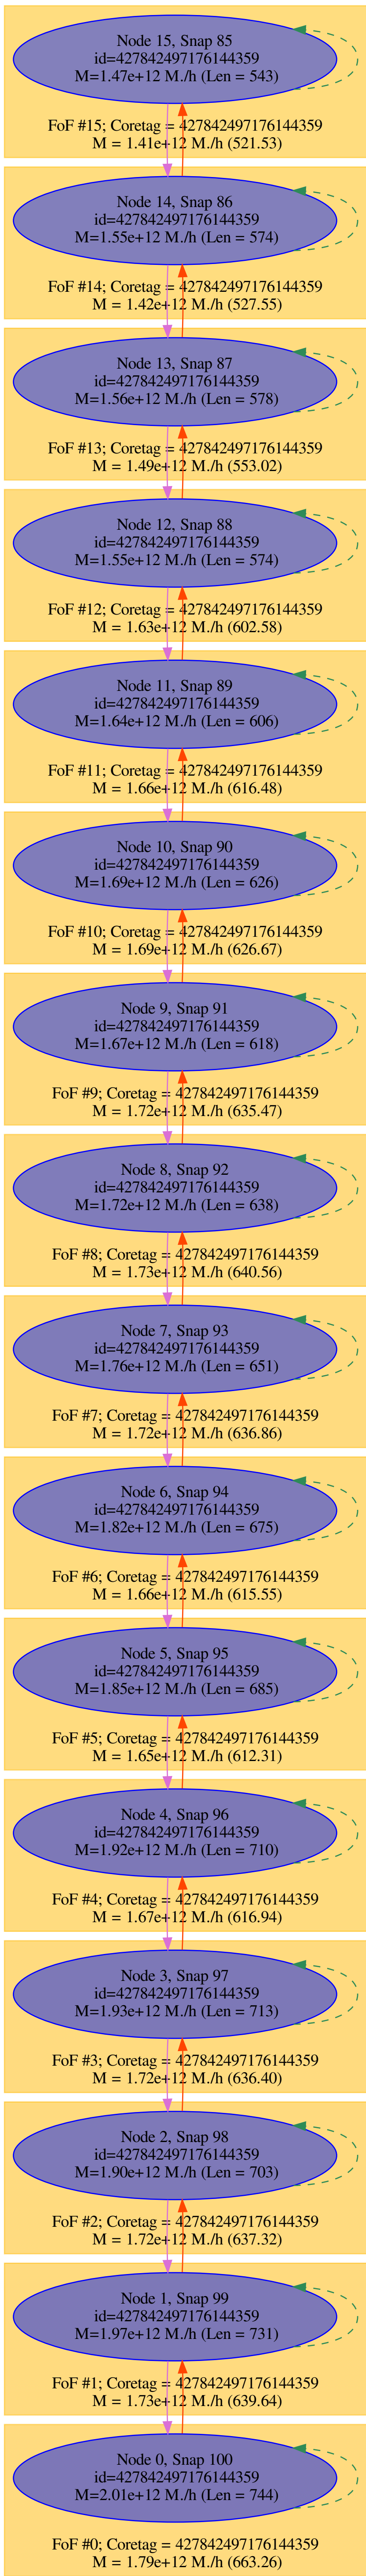 Node 15, Snap 85
id=427842497176144359
M=1.47e+12 M./h (Len = 543)
FoF #15; Coretag = 427842497176144359
M = 1.41e+12 M./h (521.53)
Node 14, Snap 86
id=427842497176144359
M=1.55e+12 M./h (Len = 574)
FoF #14; Coretag = 427842497176144359
M = 1.42e+12 M./h (527.55)
Node 13, Snap 87
id=427842497176144359
M=1.56e+12 M./h (Len = 578)
FoF #13; Coretag = 427842497176144359
M = 1.49e+12 M./h (553.02)
Node 12, Snap 88
id=427842497176144359
M=1.55e+12 M./h (Len = 574)
FoF #12; Coretag = 427842497176144359
M = 1.63e+12 M./h (602.58)
Node 11, Snap 89
id=427842497176144359
M=1.64e+12 M./h (Len = 606)
FoF #11; Coretag = 427842497176144359
M = 1.66e+12 M./h (616.48)
Node 10, Snap 90
id=427842497176144359
M=1.69e+12 M./h (Len = 626)
FoF #10; Coretag = 427842497176144359
M = 1.69e+12 M./h (626.67)
Node 9, Snap 91
id=427842497176144359
M=1.67e+12 M./h (Len = 618)
FoF #9; Coretag = 427842497176144359
M = 1.72e+12 M./h (635.47)
Node 8, Snap 92
id=427842497176144359
M=1.72e+12 M./h (Len = 638)
FoF #8; Coretag = 427842497176144359
M = 1.73e+12 M./h (640.56)
Node 7, Snap 93
id=427842497176144359
M=1.76e+12 M./h (Len = 651)
FoF #7; Coretag = 427842497176144359
M = 1.72e+12 M./h (636.86)
Node 6, Snap 94
id=427842497176144359
M=1.82e+12 M./h (Len = 675)
FoF #6; Coretag = 427842497176144359
M = 1.66e+12 M./h (615.55)
Node 5, Snap 95
id=427842497176144359
M=1.85e+12 M./h (Len = 685)
FoF #5; Coretag = 427842497176144359
M = 1.65e+12 M./h (612.31)
Node 4, Snap 96
id=427842497176144359
M=1.92e+12 M./h (Len = 710)
FoF #4; Coretag = 427842497176144359
M = 1.67e+12 M./h (616.94)
Node 3, Snap 97
id=427842497176144359
M=1.93e+12 M./h (Len = 713)
FoF #3; Coretag = 427842497176144359
M = 1.72e+12 M./h (636.40)
Node 2, Snap 98
id=427842497176144359
M=1.90e+12 M./h (Len = 703)
FoF #2; Coretag = 427842497176144359
M = 1.72e+12 M./h (637.32)
Node 1, Snap 99
id=427842497176144359
M=1.97e+12 M./h (Len = 731)
FoF #1; Coretag = 427842497176144359
M = 1.73e+12 M./h (639.64)
Node 0, Snap 100
id=427842497176144359
M=2.01e+12 M./h (Len = 744)
FoF #0; Coretag = 427842497176144359
M = 1.79e+12 M./h (663.26)